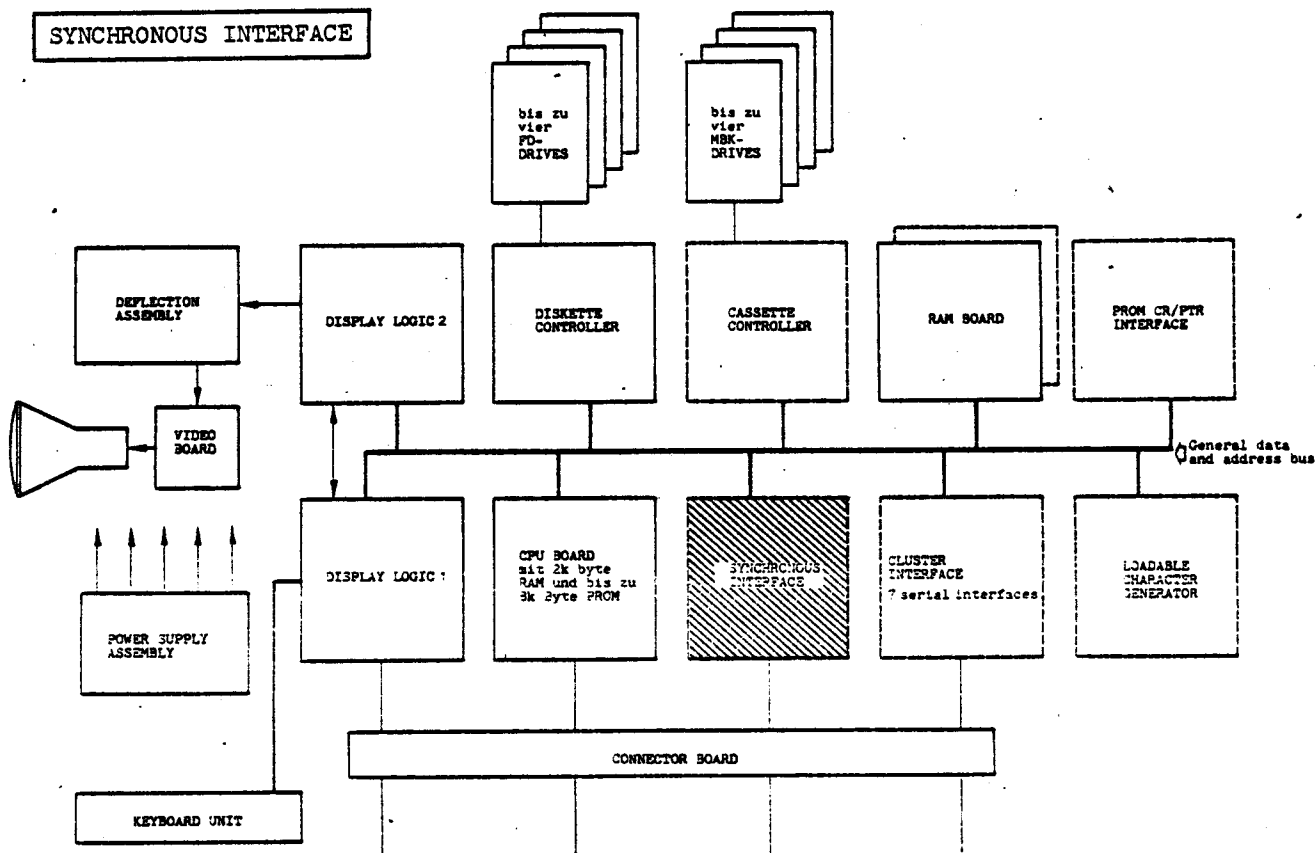 SYNCHRONOUS INTERFACE
bis zu
vier
FD-
DRIVES
bis zu
vier
MBK-
DRIVES
DEFLECTION
ASSEMBLY
DISPLAY LOGIC 2
DISKETTE
CONTROLLER
CASSETTE
CONTROLLER
RAM BOARD
PROM CR/PTR
INTERFACE
VIDEO
BOARD
General data
and address bus
DISPLAY LOGIC 1
CPU BOARD
mit 2k byte
RAM und bis zu
8k Byte PROM
SYNCHRONOUS
INTERFACE
CLUSTER
INTERFACE
7 serial interfaces
LOADABLE
CHARACTER
GENERATOR
POWER SUPPLY
ASSEMBLY
CONNECTOR BOARD
KEYBOARD UNIT